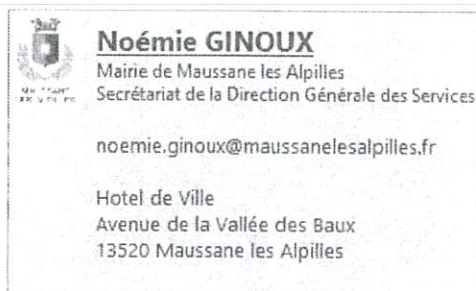 Noémie GINOUX
Mairie de Maussane les Alpilles
Secrétariat de la Direction Générale des Services
noemie.ginoux@maussanelesalpilles.fr
Hotel de Ville
Avenue de la Vallée des Baux
13520 Maussane les Alpilles